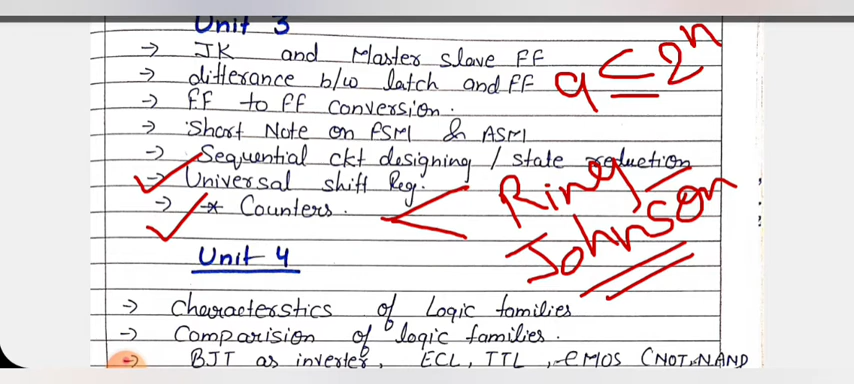 Unit 3
→ JK and Master slave FF
→ differance b/w latch and FF
→ FF to FF conversion.
→ Short Note on FSM & ASM
→ Sequential ckt designing / state reduction
→ Universal shift Reg.
→ * Counters.
q ≤ 2^n
Ring
Johnson
Unit 4
→ Characterstics of Logic families
→ Comparision of logic families.
→ BJT as inverter, ECL, TTL, CMOS (NOT, NAND